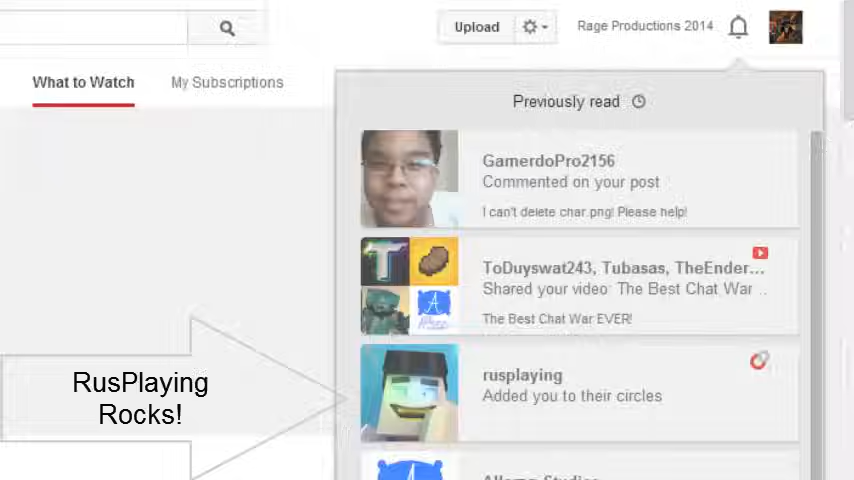 Upload
Rage Productions 2014
What to Watch
My Subscriptions
Previously read
GamerdoPro2156
Commented on your post
I can't delete char.png! Please help!
ToDuyswat243, Tubasas, TheEnder...
Shared your video: The Best Chat War ...
The Best Chat War EVER!
RusPlaying
Rocks!
rusplaying
Added you to their circles